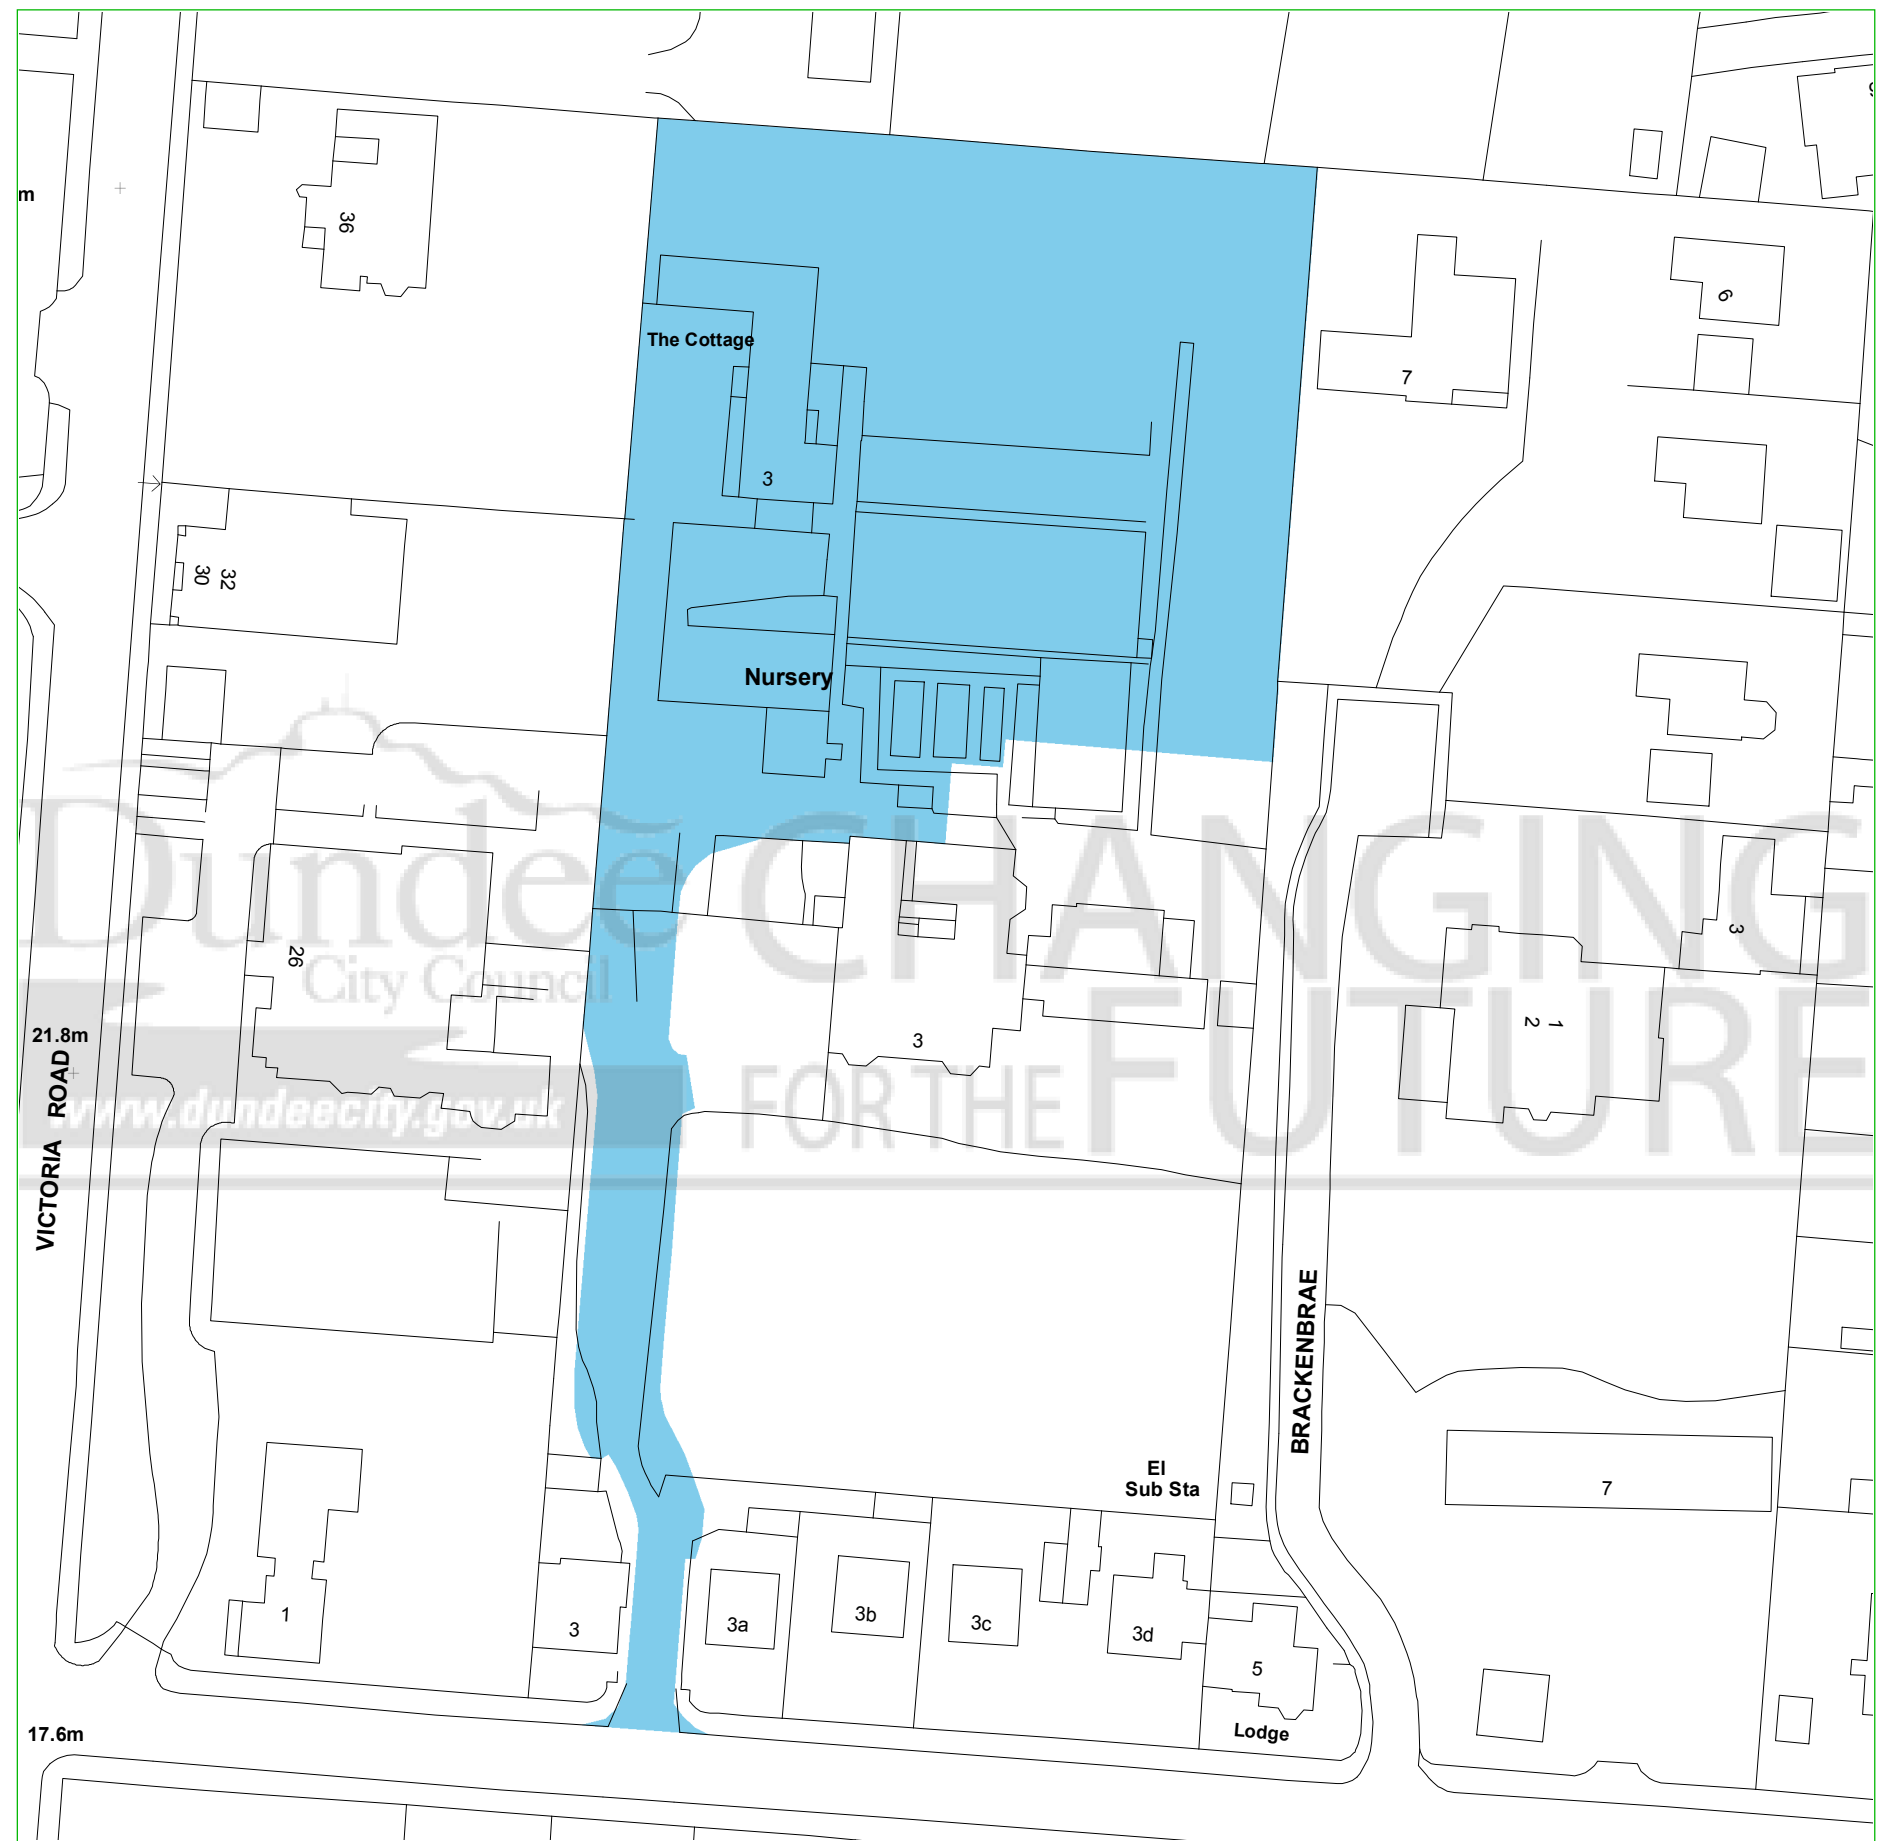 m
36
The Cottage
7
6
3
30
32
Nursery
Dundee
City Council
CHANGING
FOR THE
FUTURE
www.dundeecity.gov.uk
26
3
3
1
2
21.8m
VICTORIA ROAD
BRACKENBRAE
El
Sub Sta
7
1
3
3a
3b
3c
3d
5
Lodge
17.6m